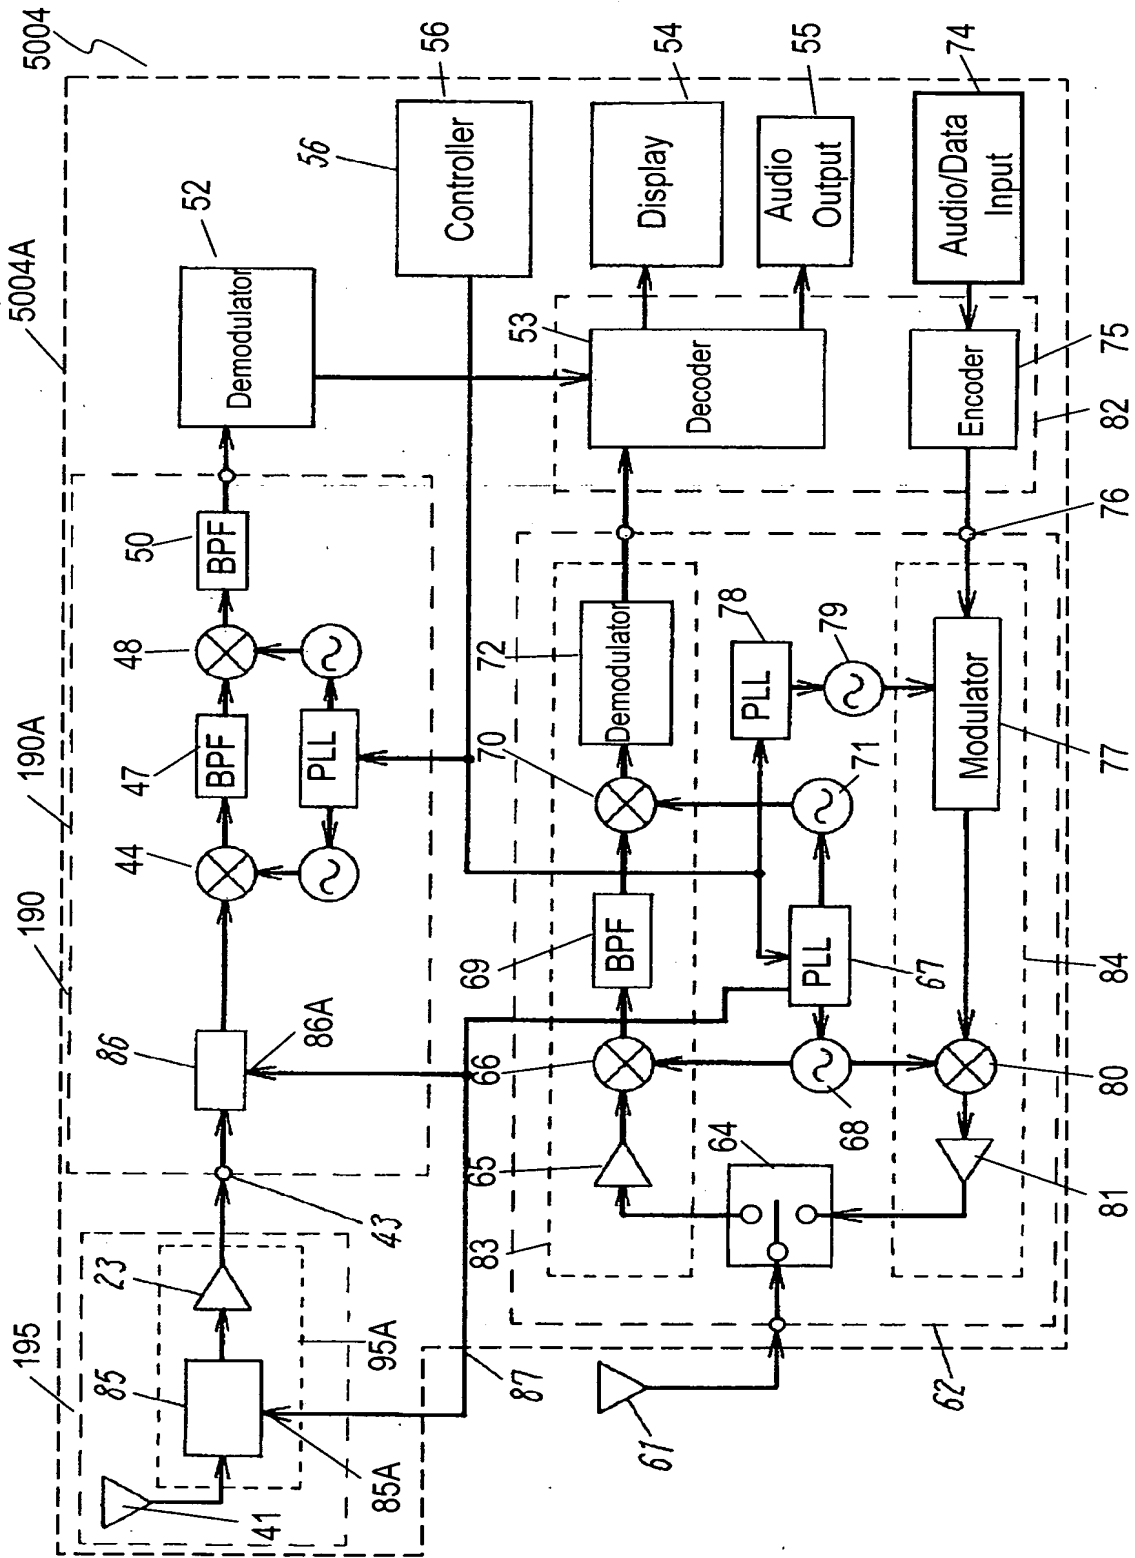 5004
5004A
190A
190
195
52
Demodulator
50
BPF
48
47
BPF
44
PLL
86
86A
43
23
85
95A
85A
41
56
56
Controller
54
Display
55
Audio
Output
74
Audio/Data
Input
53
Decoder
75
Encoder
82
76
72
Demodulator
70
69
BPF
66
65
83
78
PLL
79
71
PLL
67
68
64
Modulator
77
84
80
81
87
61
62